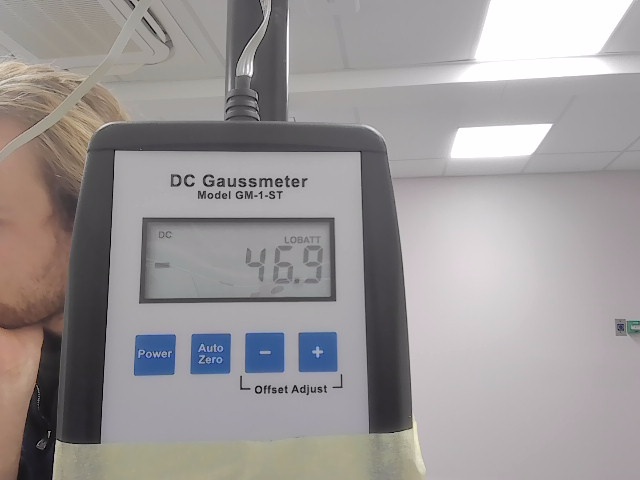 DC Gaussmeter
Model GM-1-ST
DC
LOBATT
- 46.9
Power
Auto
Zero
-
+
Offset Adjust